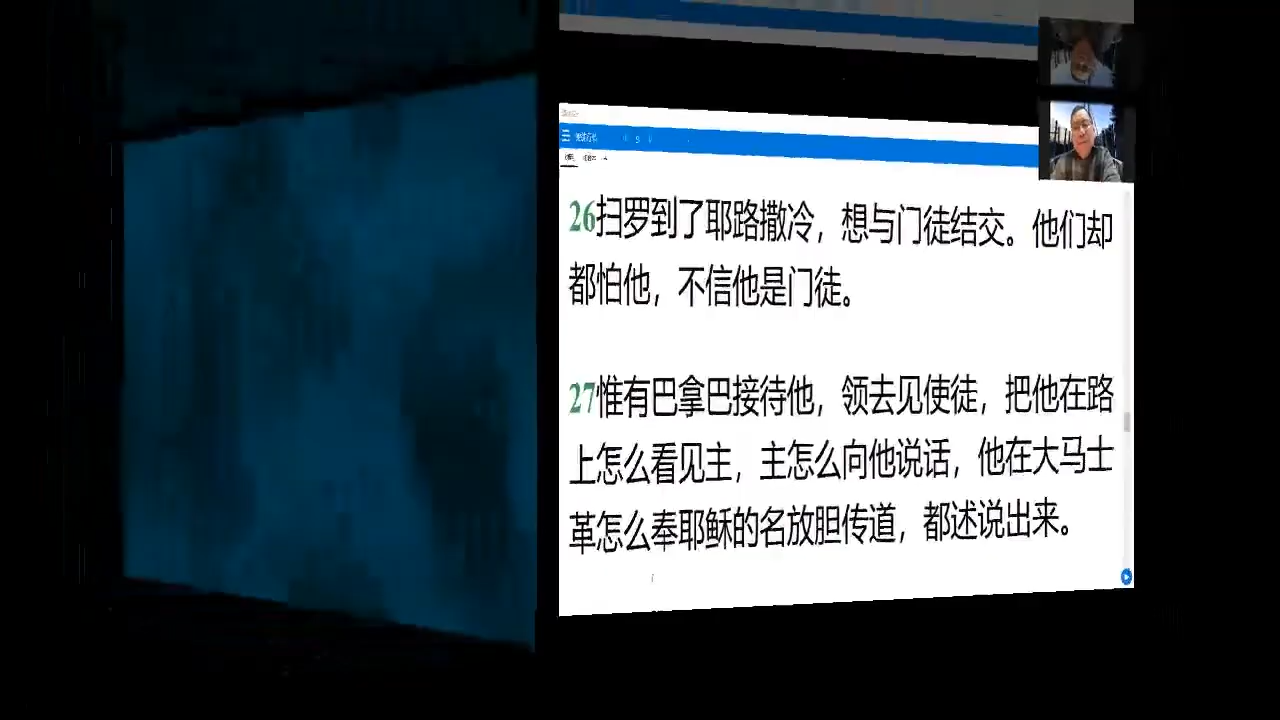 26扫罗到了耶路撒冷，想与门徒结交。他们却
都怕他，不信他是门徒。
27惟有巴拿巴接待他，领去见使徒，把他在路
上怎么看见主，主怎么向他说话，他在大马士
革怎么奉耶稣的名放胆传道，都述说出来。